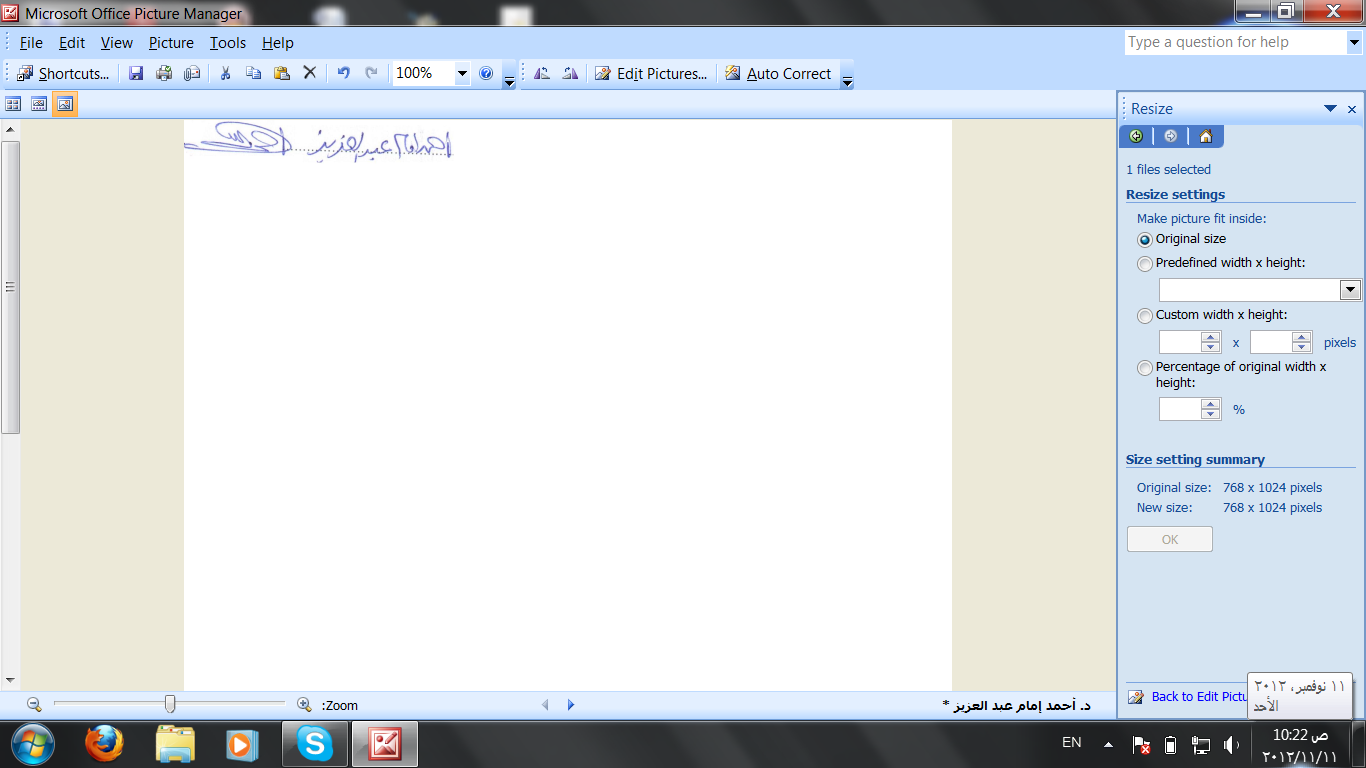 Microsoft Office Picture Manager
File Edit View Picture Tools Help
Type a question for help
Shortcuts... 100% Edit Pictures... Auto Correct
احمد امام عبد العزيز
Resize
1 files selected
Resize settings
Make picture fit inside:
Original size
Predefined width x height:
Custom width x height:
x pixels
Percentage of original width x
height:
%
Size setting summary
Original size: 768 x 1024 pixels
New size: 768 x 1024 pixels
OK
Back to Edit Pictu
١١ نوفمبر، ٢٠١٢
الأحد
:Zoom
د. أحمد إمام عبد العزيز *
EN
10:22 ص
٢٠١٢/١١/١١